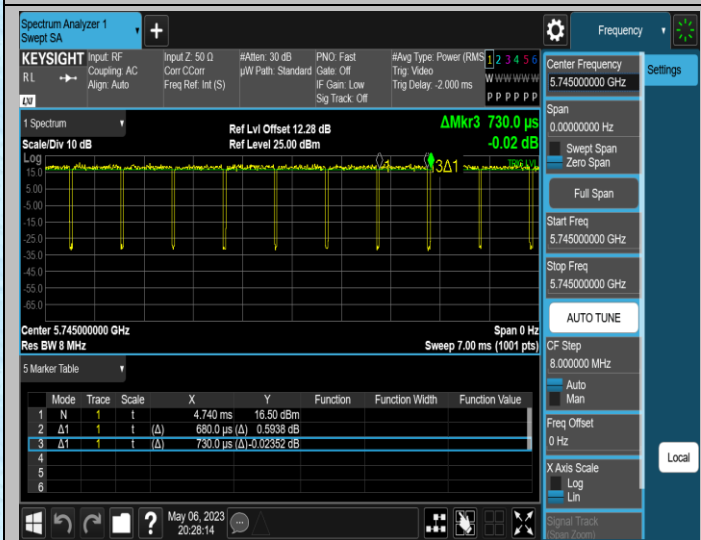 Spectrum Analyzer 1
Swept SA
Frequency
KEYSIGHT
R L
LXI
Input: RF
Coupling: AC
Align: Auto
Input Z: 50 Ω
Corr CCorr
Freq Ref: Int (S)
#Atten: 30 dB
µW Path: Standard
PNO: Fast
Gate: Off
IF Gain: Low
Sig Track: Off
#Avg Type: Power (RMS
Trig: Video
Trig Delay: -2.000 ms
1 2 3 4 5 6
W W W W W W
P P P P P P
1 Spectrum
Scale/Div 10 dB
Ref Lvl Offset 12.28 dB
Ref Level 25.00 dBm
ΔMkr3 730.0 µs
-0.02 dB
Log
15.0
5.00
-5.00
-15.0
-25.0
-35.0
-45.0
-55.0
-65.0
1
3Δ1
TRIG LVL
Center 5.745000000 GHz
Res BW 8 MHz
Span 0 Hz
Sweep 7.00 ms (1001 pts)
5 Marker Table
Mode Trace Scale X Y Function Function Width Function Value
1 N 1 t 4.740 ms 16.50 dBm
2 Δ1 1 t (Δ) 680.0 µs (Δ) 0.5938 dB
3 Δ1 1 t (Δ) 730.0 µs (Δ) -0.02352 dB
4
5
6
?
May 06, 2023
20:28:14
Center Frequency
5.745000000 GHz
Settings
Span
0.00000000 Hz
Swept Span
Zero Span
Full Span
Start Freq
5.745000000 GHz
Stop Freq
5.745000000 GHz
AUTO TUNE
CF Step
8.000000 MHz
Auto
Man
Freq Offset
0 Hz
Local
X Axis Scale
Log
Lin
Signal Track
(Span Zoom)